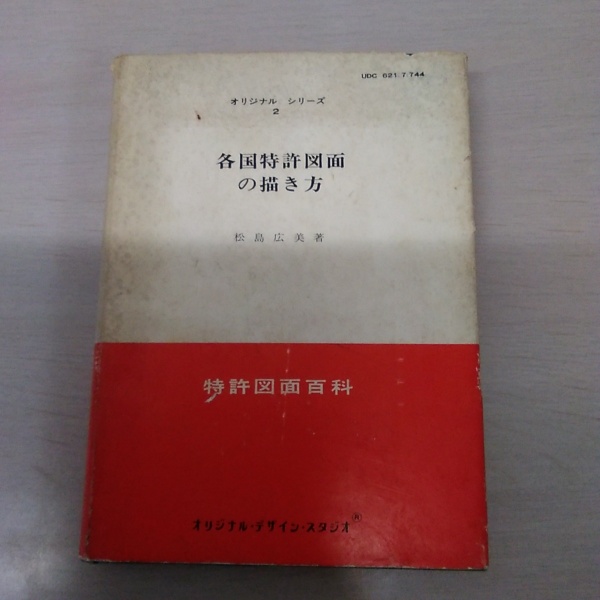 UDC 621.7:744
オリジナル シリーズ
2
各国特許図面
の描き方
松島広美著
特許図面百科
オリジナル・デザイン・スタジオ®